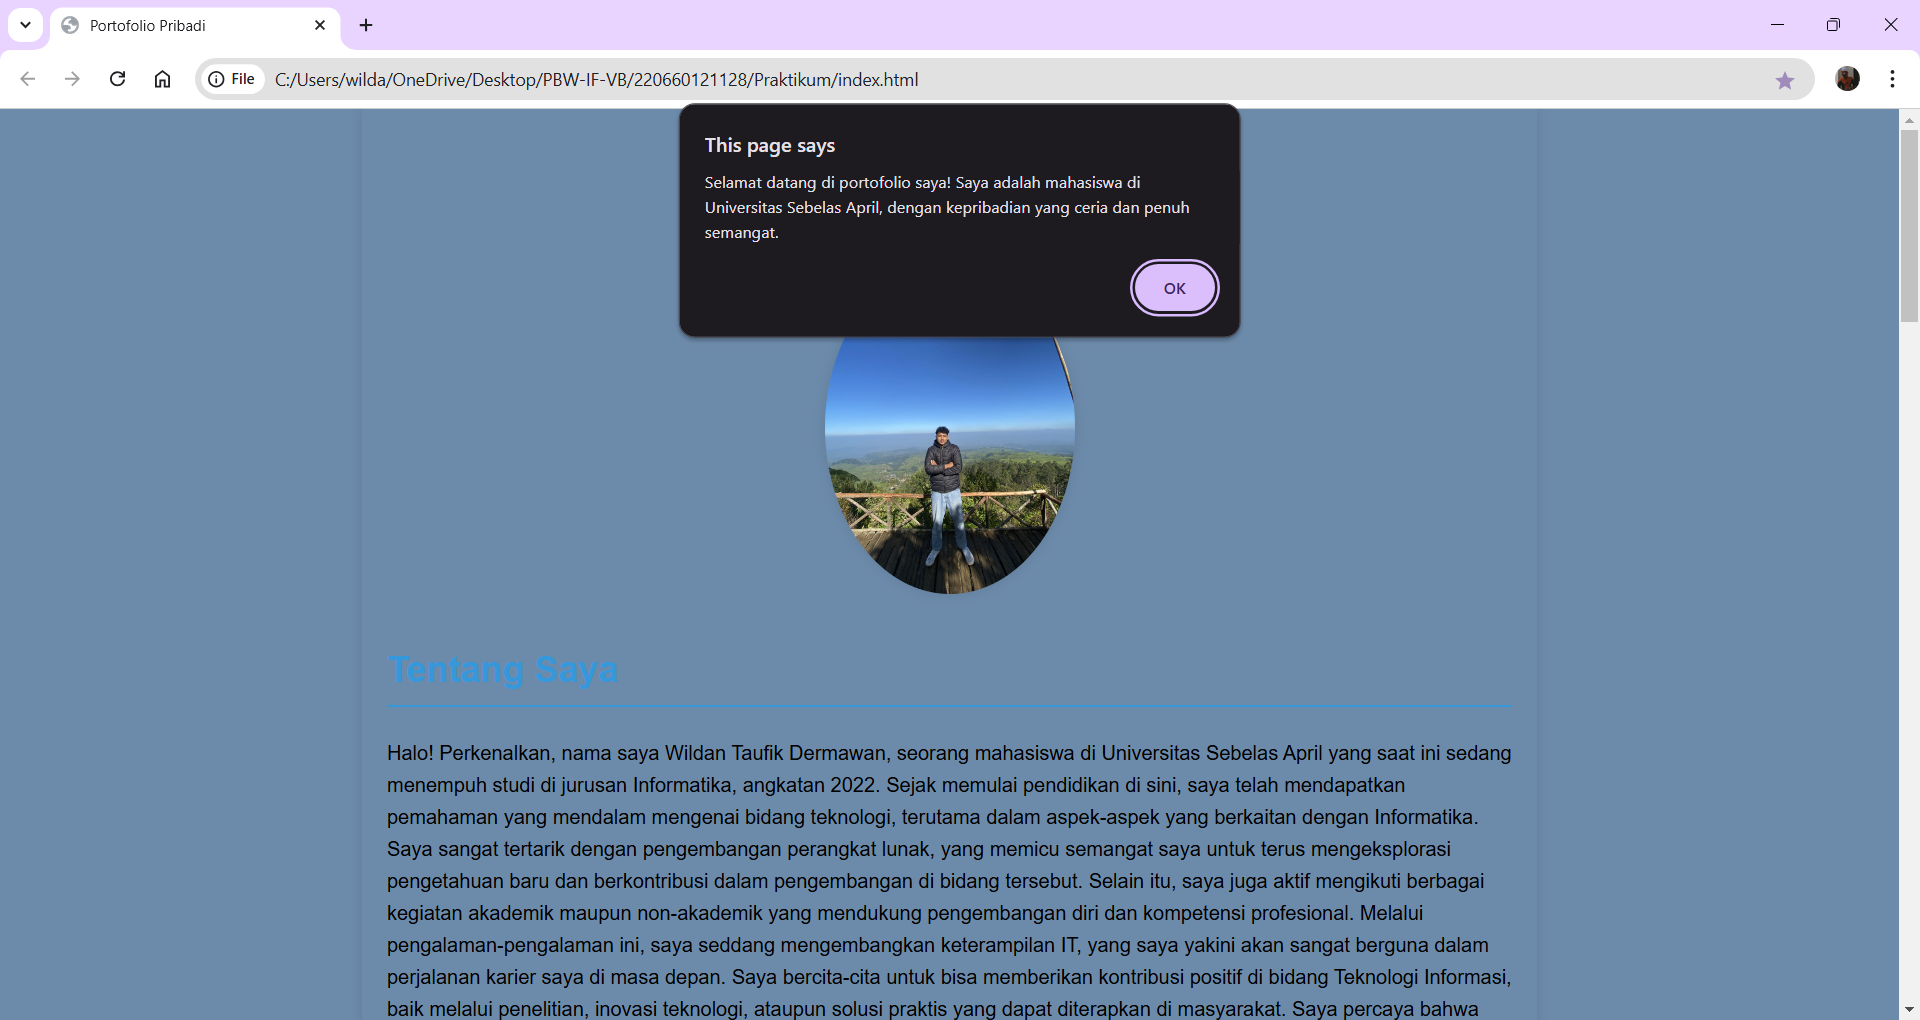 Portofolio Pribadi
File
C:/Users/wilda/OneDrive/Desktop/PBW-IF-VB/220660121128/Praktikum/index.html
This page says
Selamat datang di portofolio saya! Saya adalah mahasiswa di
Universitas Sebelas April, dengan kepribadian yang ceria dan penuh
semangat.
OK
Tentang Saya
Halo! Perkenalkan, nama saya Wildan Taufik Dermawan, seorang mahasiswa di Universitas Sebelas April yang saat ini sedang
menempuh studi di jurusan Informatika, angkatan 2022. Sejak memulai pendidikan di sini, saya telah mendapatkan
pemahaman yang mendalam mengenai bidang teknologi, terutama dalam aspek-aspek yang berkaitan dengan Informatika.
Saya sangat tertarik dengan pengembangan perangkat lunak, yang memicu semangat saya untuk terus mengeksplorasi
pengetahuan baru dan berkontribusi dalam pengembangan di bidang tersebut. Selain itu, saya juga aktif mengikuti berbagai
kegiatan akademik maupun non-akademik yang mendukung pengembangan diri dan kompetensi profesional. Melalui
pengalaman-pengalaman ini, saya seddang mengembangkan keterampilan IT, yang saya yakini akan sangat berguna dalam
perjalanan karier saya di masa depan. Saya bercita-cita untuk bisa memberikan kontribusi positif di bidang Teknologi Informasi,
baik melalui penelitian, inovasi teknologi, ataupun solusi praktis yang dapat diterapkan di masyarakat. Saya percaya bahwa